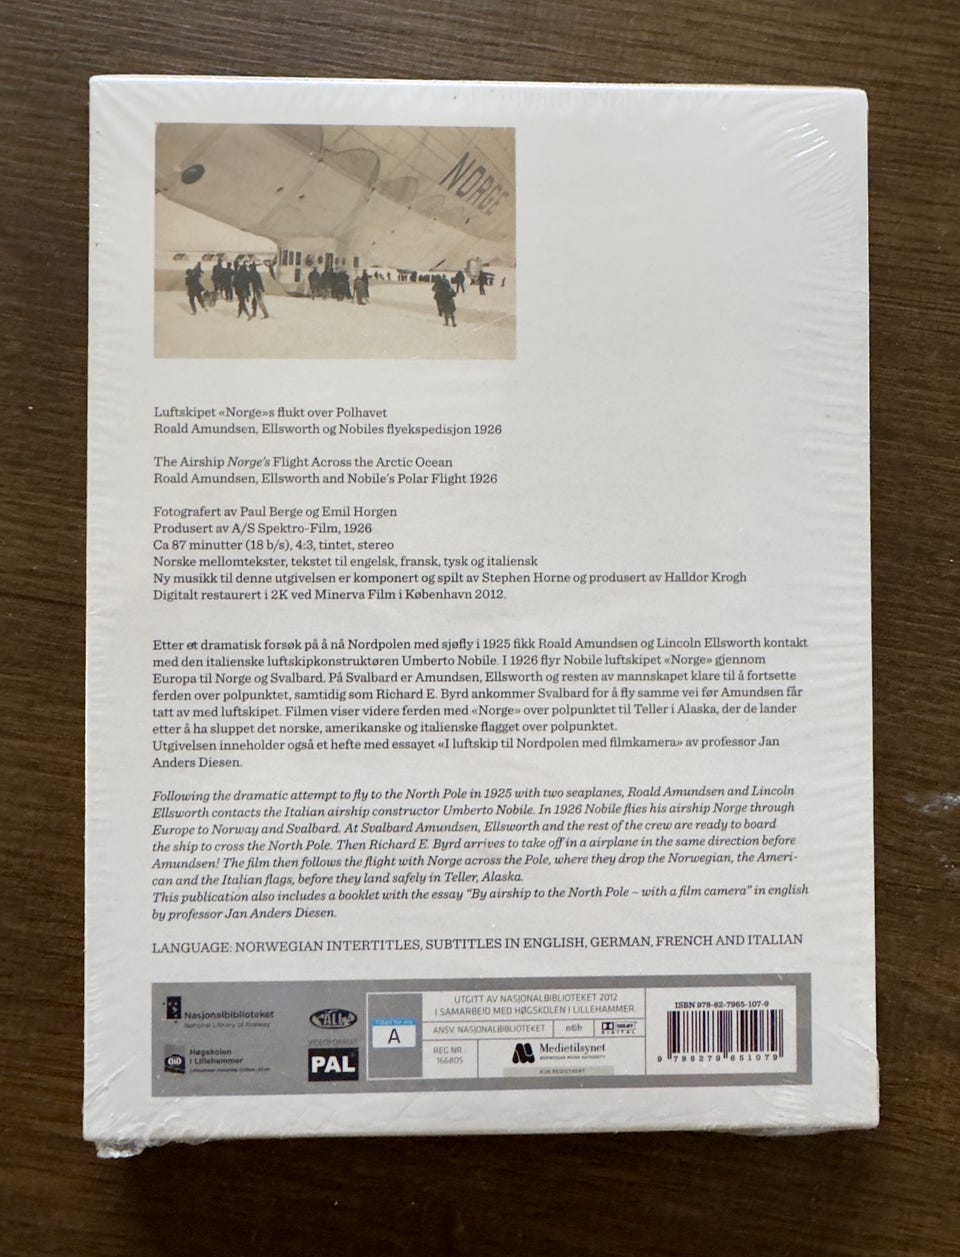 NORGE
Luftskipet «Norge»s flukt over Polhavet
Roald Amundsen, Ellsworth og Nobiles flyekspedisjon 1926
The Airship Norge's Flight Across the Arctic Ocean
Roald Amundsen, Ellsworth and Nobile's Polar Flight 1926
Fotografert av Paul Berge og Emil Horgen
Produsert av A/S Spektro-Film, 1926
Ca 87 minutter (18 b/s), 4:3, tintet, stereo
Norske mellomtekster, tekstet til engelsk, fransk, tysk og italiensk
Ny musikk til denne utgivelsen er komponert og spilt av Stephen Horne og produsert av Halldor Krogh
Digitalt restaurert i 2K ved Minerva Film i København 2012.
Etter et dramatisk forsøk på å nå Nordpolen med sjøfly i 1925 fikk Roald Amundsen og Lincoln Ellsworth kontakt
med den italienske luftskipkonstruktøren Umberto Nobile. I 1926 flyr Nobile luftskipet «Norge» gjennom
Europa til Norge og Svalbard. På Svalbard er Amundsen, Ellsworth og resten av mannskapet klare til å fortsette
ferden over polpunktet, samtidig som Richard E. Byrd ankommer Svalbard for å fly samme vei før Amundsen får
tatt av med luftskipet. Filmen viser videre ferden med «Norge» over polpunktet til Teller i Alaska, der de lander
etter å ha sluppet det norske, amerikanske og italienske flagget over polpunktet.
Utgivelsen inneholder også et hefte med essayet «I luftskip til Nordpolen med filmkamera» av professor Jan
Anders Diesen.
Following the dramatic attempt to fly to the North Pole in 1925 with two seaplanes, Roald Amundsen and Lincoln
Ellsworth contacts the Italian airship constructor Umberto Nobile. In 1926 Nobile flies his airship Norge through
Europe to Norway and Svalbard. At Svalbard Amundsen, Ellsworth and the rest of the crew are ready to board
the ship to cross the North Pole. Then Richard E. Byrd arrives to take off in a airplane in the same direction before
Amundsen! The film then follows the flight with Norge across the Pole, where they drop the Norwegian, the Ameri-
can and the Italian flags, before they land safely in Teller, Alaska.
This publication also includes a booklet with the essay "By airship to the North Pole – with a film camera" in english
by professor Jan Anders Diesen.
LANGUAGE: NORWEGIAN INTERTITLES, SUBTITLES IN ENGLISH, GERMAN, FRENCH AND ITALIAN
Nasjonalbiblioteket
National Library of Norway
Høgskolen
i Lillehammer
ALL
VIDEOFORMAT
PAL
Tillatt for alle
A
UTGITT AV NASJONALBIBLIOTEKET 2012
I SAMARBEID MED HØGSKOLEN I LILLEHAMMER.
ANSV. NASJONALBIBLIOTEKET
n©b
DOLBY
DIGITAL
REG NR.
166805
Medietilsynet
NORWEGIAN MEDIA AUTHORITY
KUN REGISTRERT
ISBN 978-82-7965-107-9
9 788279 651079